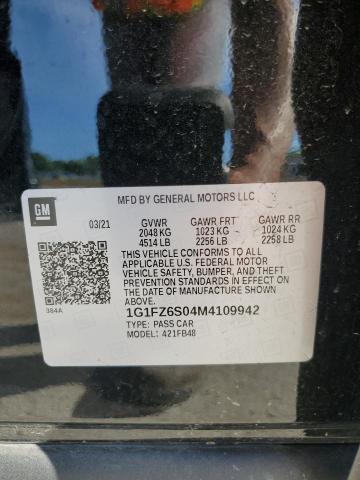 MFD BY GENERAL MOTORS LLC
GM
03/21 GVWR GAWR FRT GAWR RR
2048 KG 1023 KG 1024 KG
4514 LB 2256 LB 2258 LB
THIS VEHICLE CONFORMS TO ALL
APPLICABLE U.S. FEDERAL MOTOR
VEHICLE SAFETY, BUMPER, AND THEFT
PREVENTION STANDARDS IN EFFECT
ON THE DATE OF MANUFACTURE SHOWN
ABOVE.
384A
1G1FZ6S04M4109942
TYPE: PASS CAR
MODEL: 421FB48